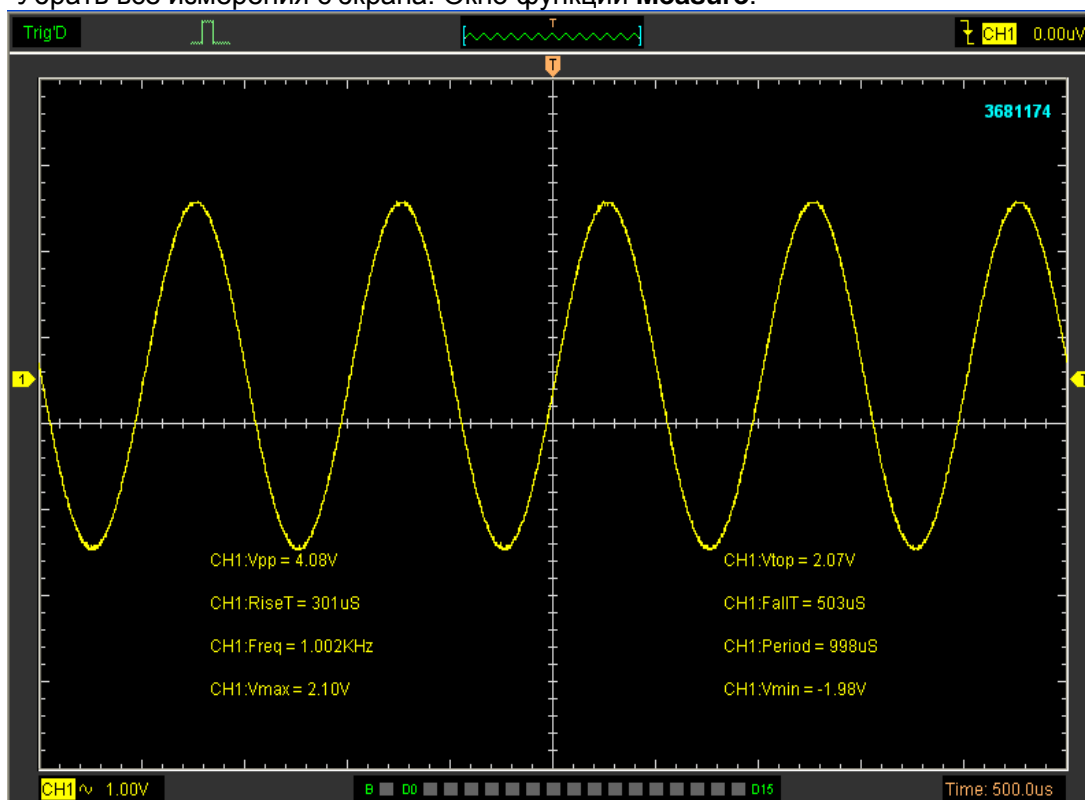 Убрать все измерения с экрана. Окно функции Measure.
Trig'D T CH1 0.00uV
T
3681174
1 T
CH1:Vpp = 4.08V CH1:Vtop = 2.07V
CH1:RiseT = 301uS CH1:FallT = 503uS
CH1:Freq = 1.002KHz CH1:Period = 998uS
CH1:Vmax = 2.10V CH1:Vmin = -1.98V
CH1 ~ 1.00V B D0 D15 Time: 500.0us